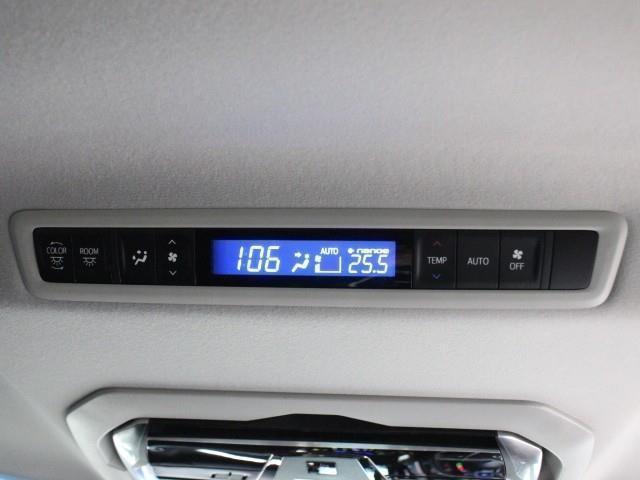 COLOR
ROOM
106
AUTO
nanoe
25.5
TEMP
AUTO
OFF